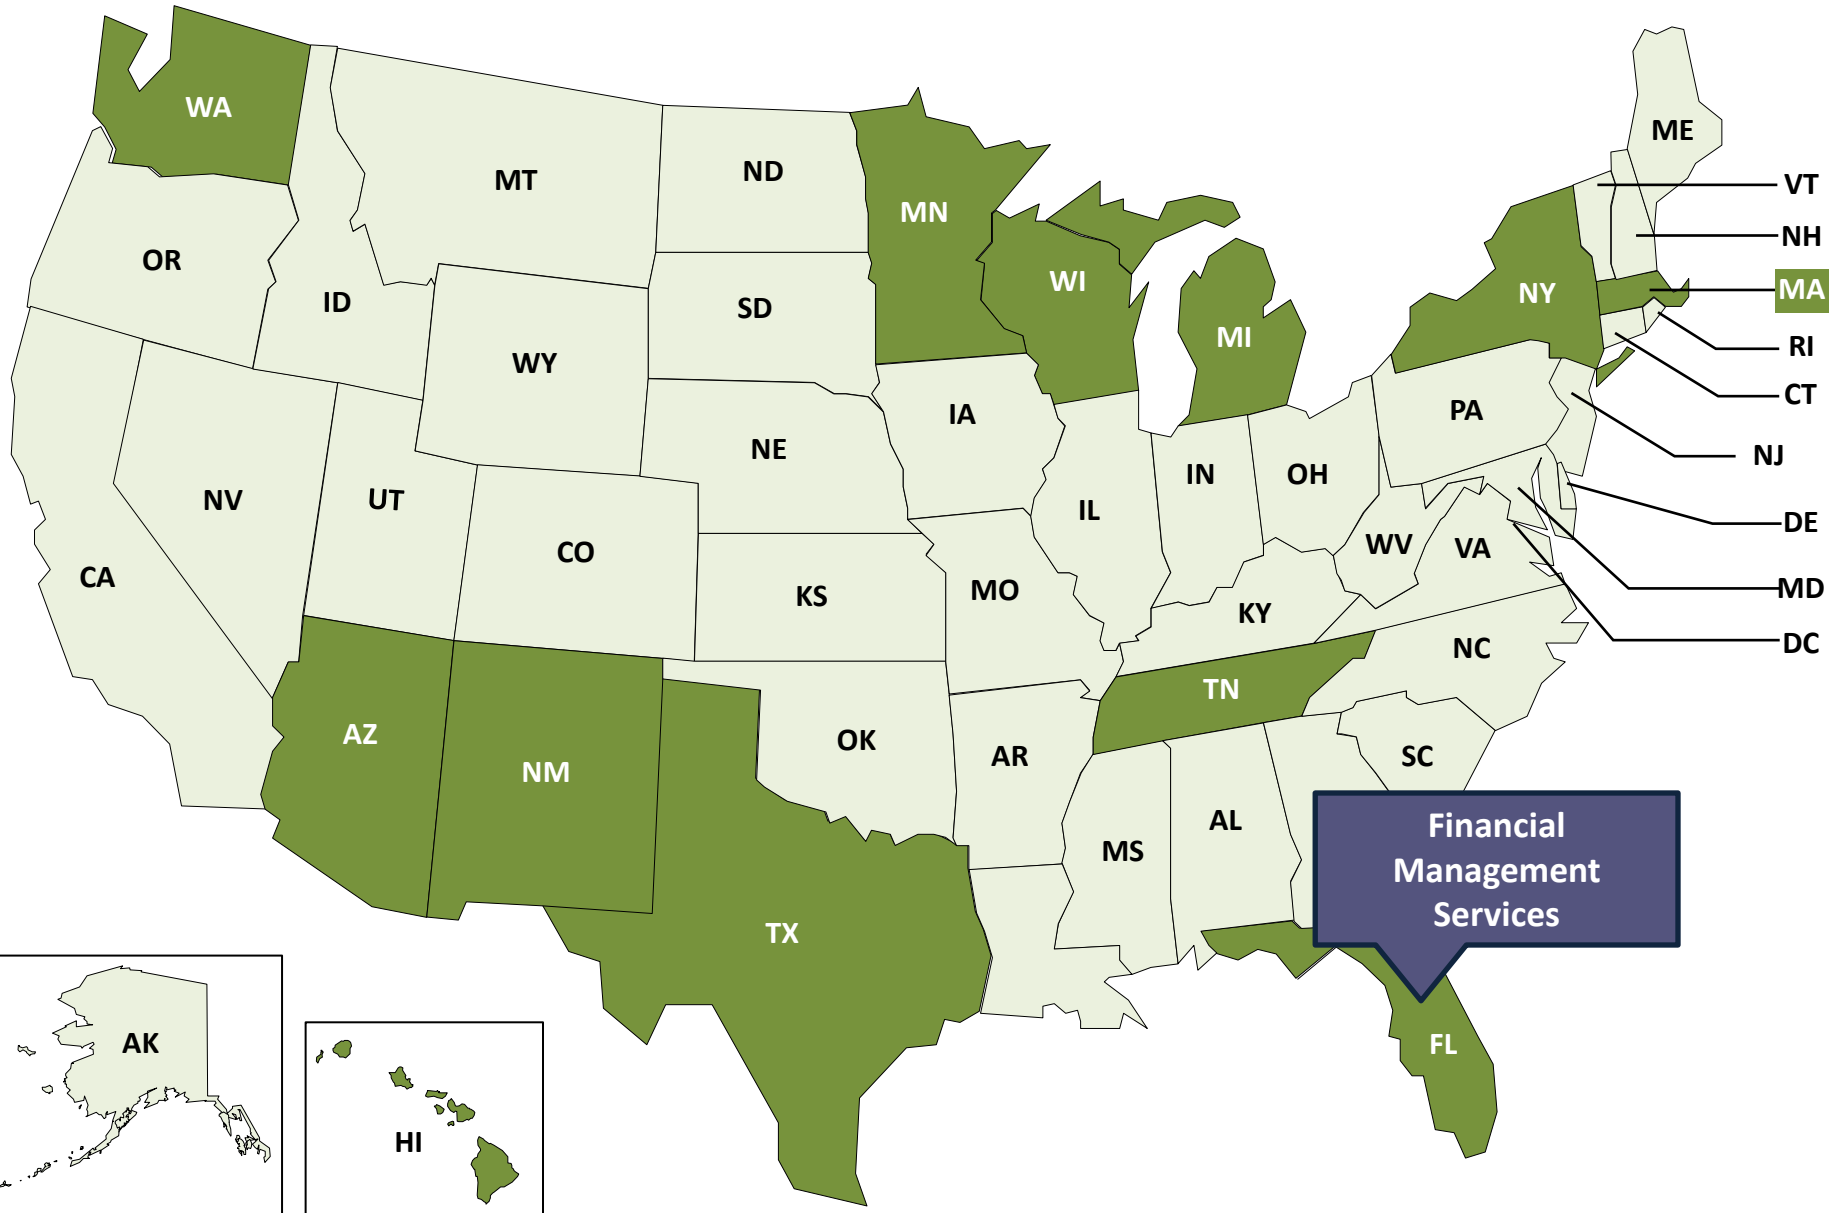 WA
ME
MT
ND
VT
MN
NH
OR
WI
NY
MA
ID
SD
MI
RI
WY
CT
IA
PA
NE
NJ
NV
UT
IN
OH
IL
DE
CO
WV
VA
CA
KS
MO
MD
KY
DC
NC
TN
AZ
NM
OK
AR
SC
AL
MS
Financial
Management
Services
TX
AK
FL
HI